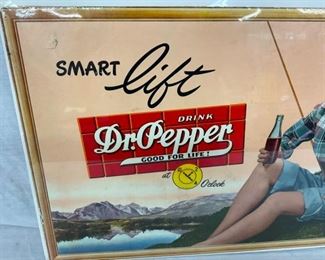 SMART lift
DRINK
Dr.Pepper
GOOD FOR LIFE!
at O'clock